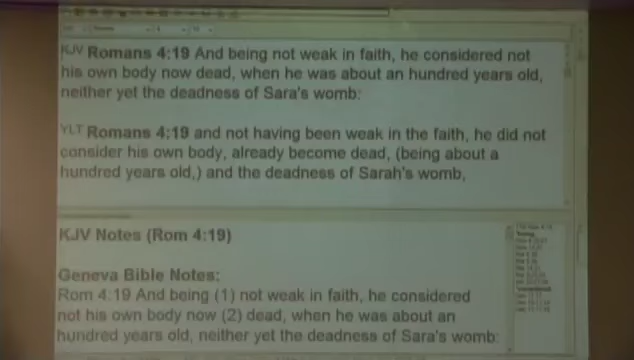 KJV Romans 4:19 And being not weak in faith, he considered not
his own body now dead, when he was about an hundred years old,
neither yet the deadness of Sara's womb:
YLT Romans 4:19 and not having been weak in the faith, he did not
consider his own body, already become dead, (being about a
hundred years old,) and the deadness of Sarah's womb,
KJV Notes (Rom 4:19)
Geneva Bible Notes:
Rom 4:19 And being (1) not weak in faith, he considered
not his own body now (2) dead, when he was about an
hundred years old, neither yet the deadness of Sara's womb: